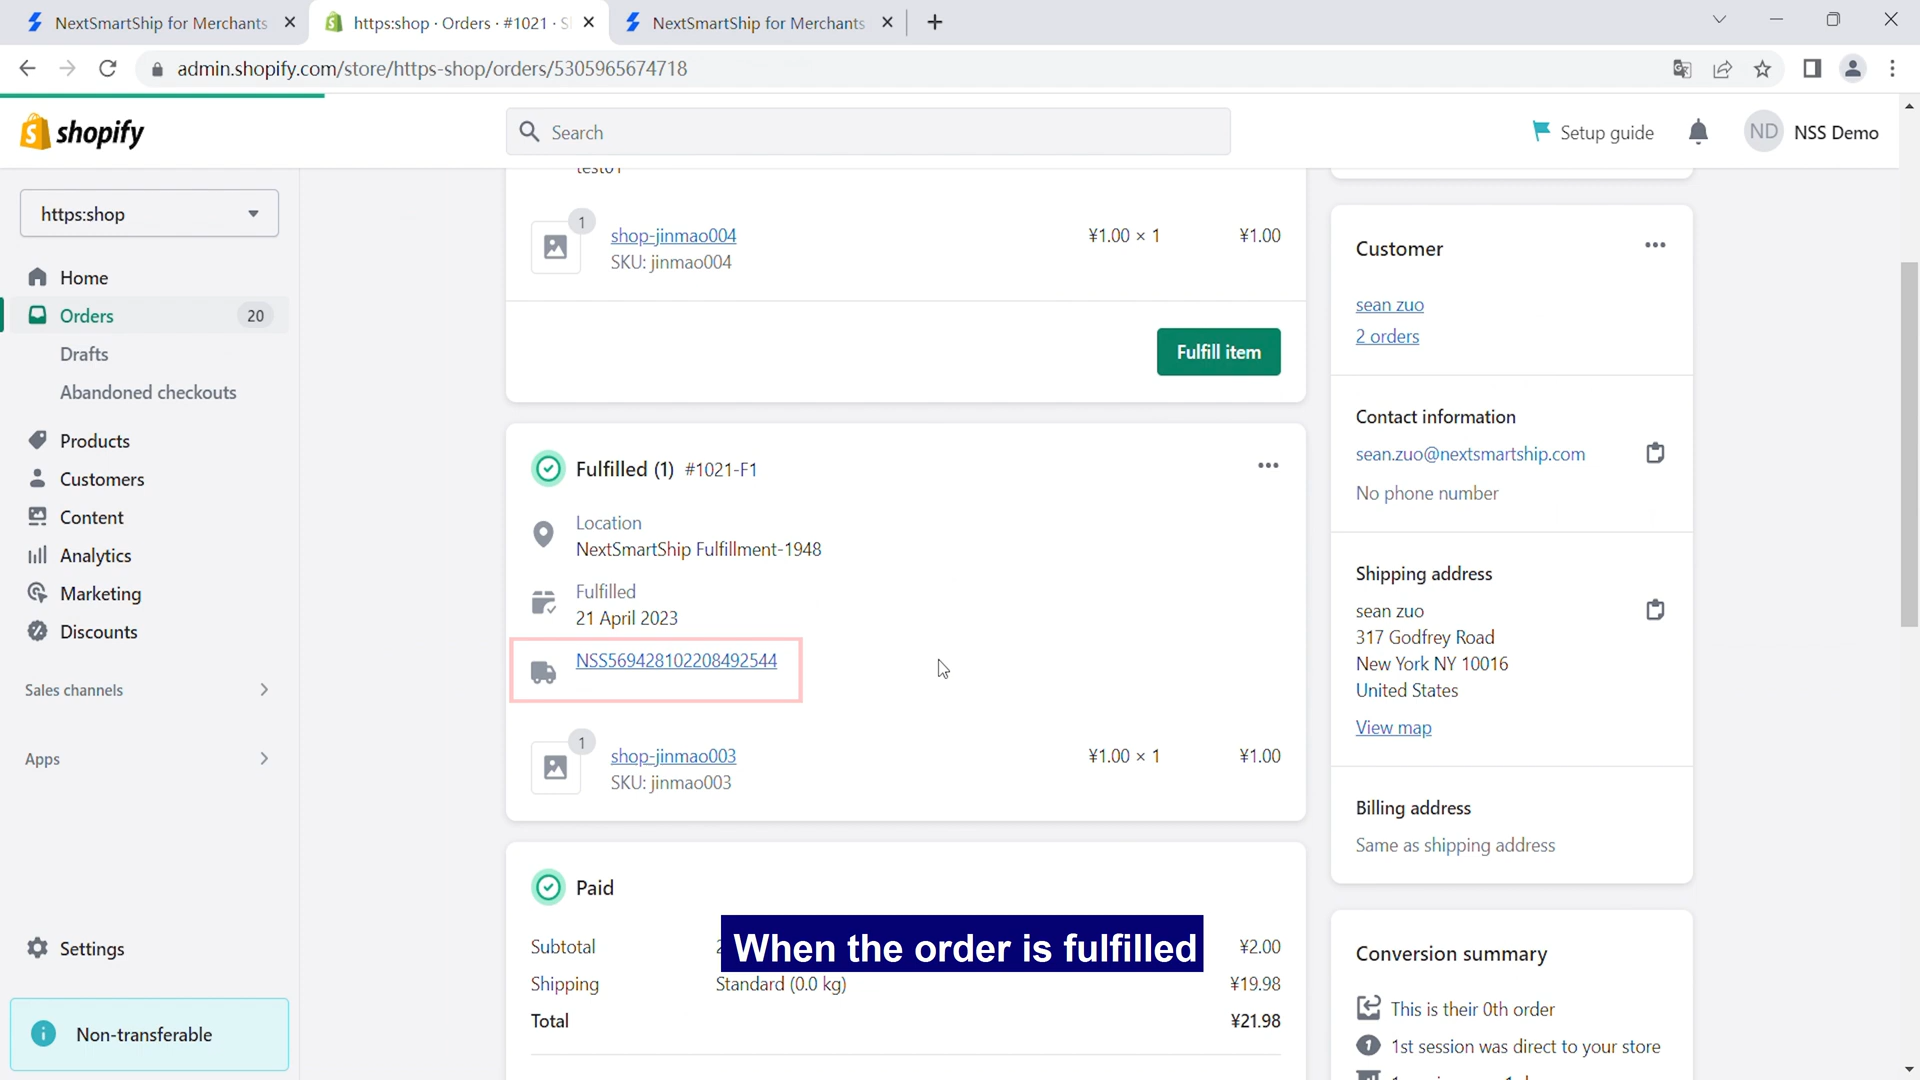 NextSmartShip for Merchants
https:shop · Orders · #1021 · S
NextSmartShip for Merchants
admin.shopify.com/store/https-shop/orders/5305965674718
shopify
Search
Setup guide
ND
NSS Demo
https:shop
Home
Orders
20
Drafts
Abandoned checkouts
Products
Customers
Content
Analytics
Marketing
Discounts
Sales channels
Apps
Settings
Non-transferable
test01
1
shop-jinmao004
¥1.00 × 1
¥1.00
SKU: jinmao004
Fulfill item
Fulfilled (1) #1021-F1
Location
NextSmartShip Fulfillment-1948
Fulfilled
21 April 2023
NSS569428102208492544
1
shop-jinmao003
¥1.00 × 1
¥1.00
SKU: jinmao003
Paid
Subtotal
2
¥2.00
When the order is fulfilled
Shipping
Standard (0.0 kg)
¥19.98
Total
¥21.98
Customer
sean zuo
2 orders
Contact information
sean.zuo@nextsmartship.com
No phone number
Shipping address
sean zuo
317 Godfrey Road
New York NY 10016
United States
View map
Billing address
Same as shipping address
Conversion summary
This is their 0th order
1
1st session was direct to your store